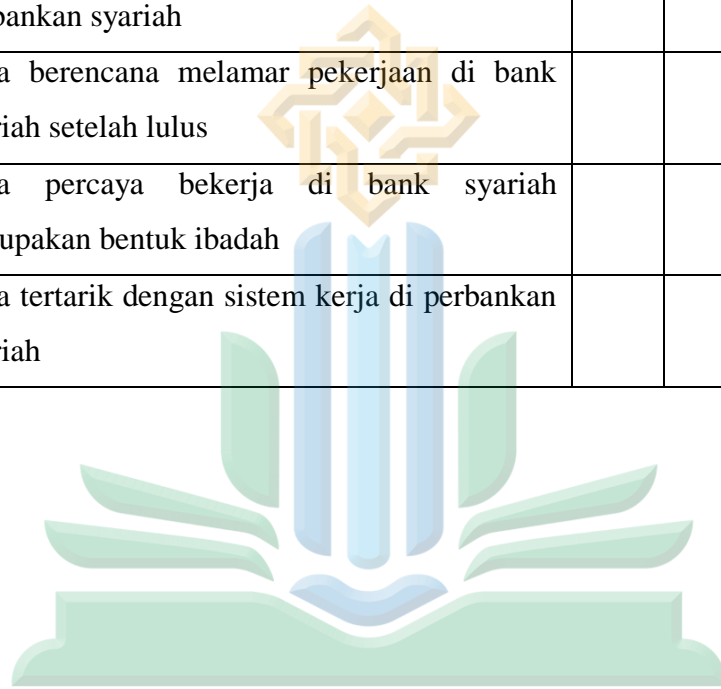 bankan syariah
a berencana melamar pekerjaan di bank
riah setelah lulus
a percaya bekerja di bank syariah
upakan bentuk ibadah
a tertarik dengan sistem kerja di perbankan
riah